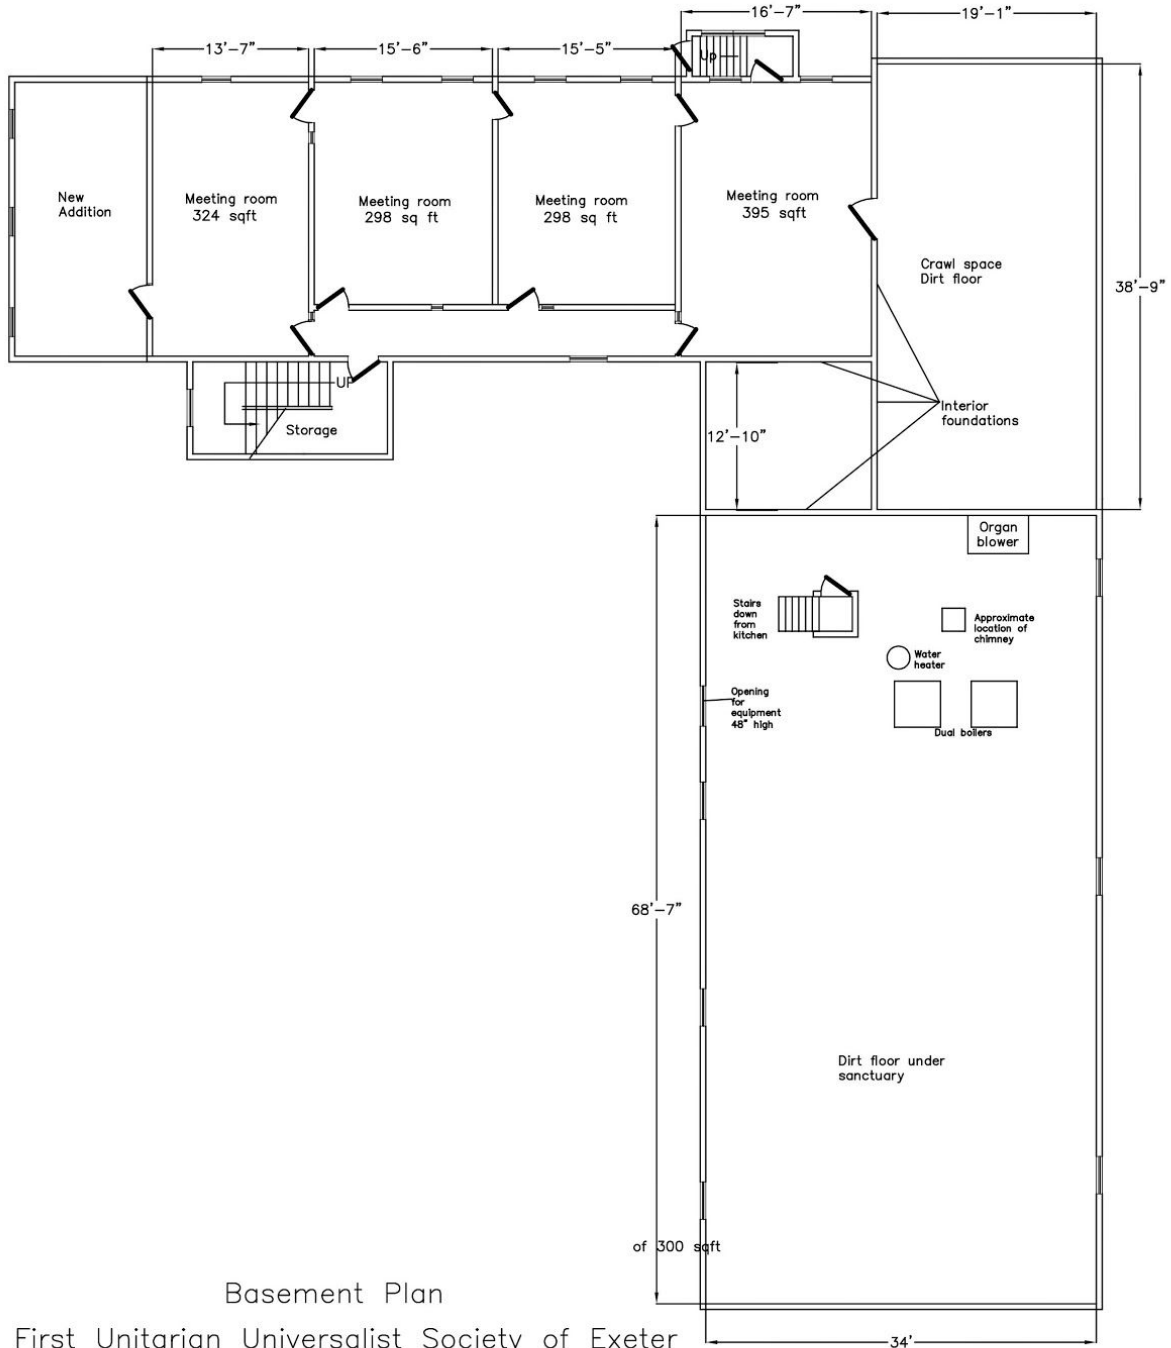 16'-7"
19'-1"
13'-7"
15'-6"
15'-5"
Up
New
Addition
Meeting room
324 sqft
Meeting room
298 sq ft
Meeting room
298 sq ft
Meeting room
395 sqft
Crawl space
Dirt floor
38'-9"
UP
Storage
12'-10"
Interior
foundations
Organ
blower
Stairs
down
from
kitchen
Approximate
location of
chimney
Water
heater
Opening
for
equipment
48" high
Dual boilers
68'-7"
Dirt floor under
sanctuary
of 300 sqft
Basement Plan
First Unitarian Universalist Society of Exeter
34'